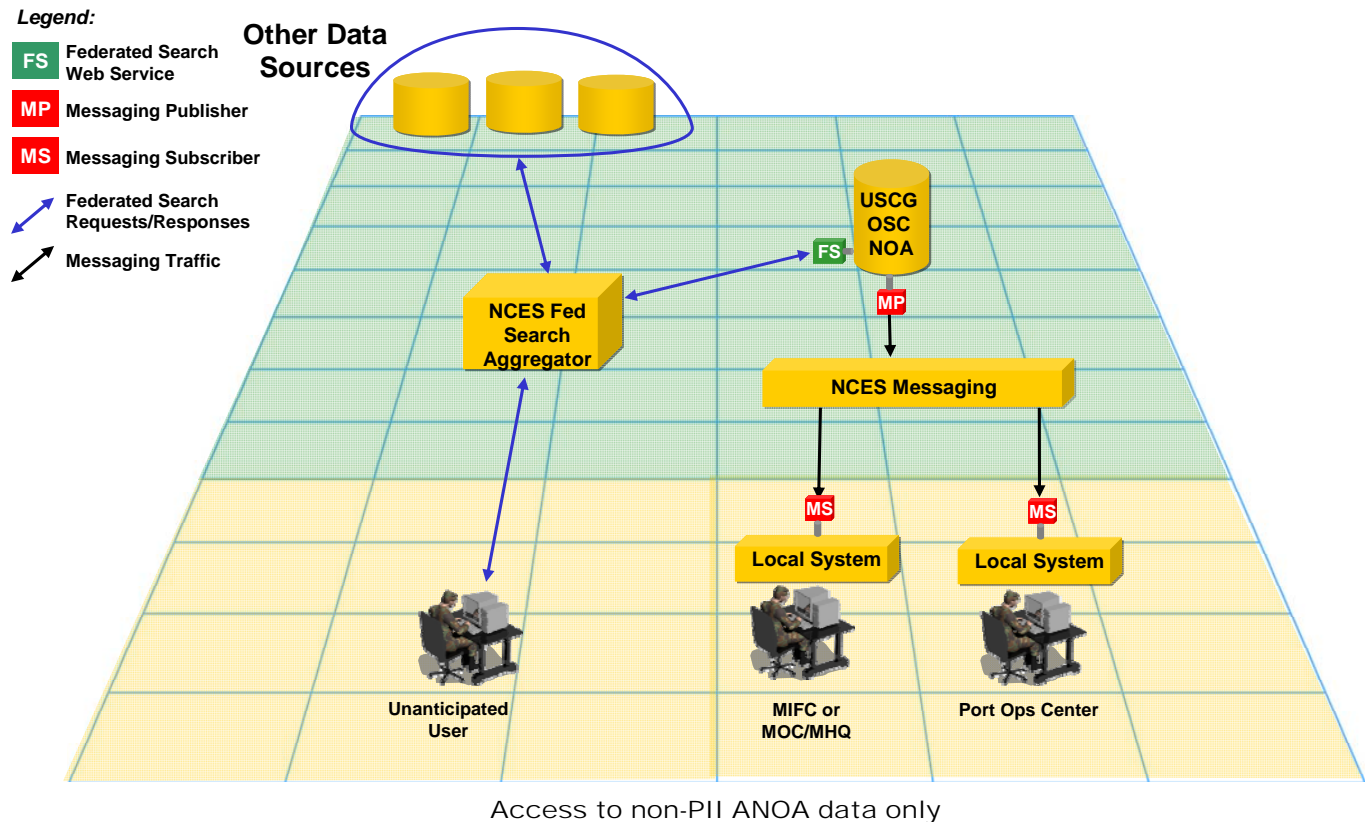 Legend:
FS
Federated Search
Web Service
MP
Messaging Publisher
MS
Messaging Subscriber
Federated Search
Requests/Responses
Messaging Traffic
Other Data
Sources
USCG
OSC
NOA
FS
MP
NCES Fed
Search
Aggregator
NCES Messaging
MS
MS
Local System
Local System
Unanticipated
User
MIFC or
MOC/MHQ
Port Ops Center
Access to non-PII ANOA data only